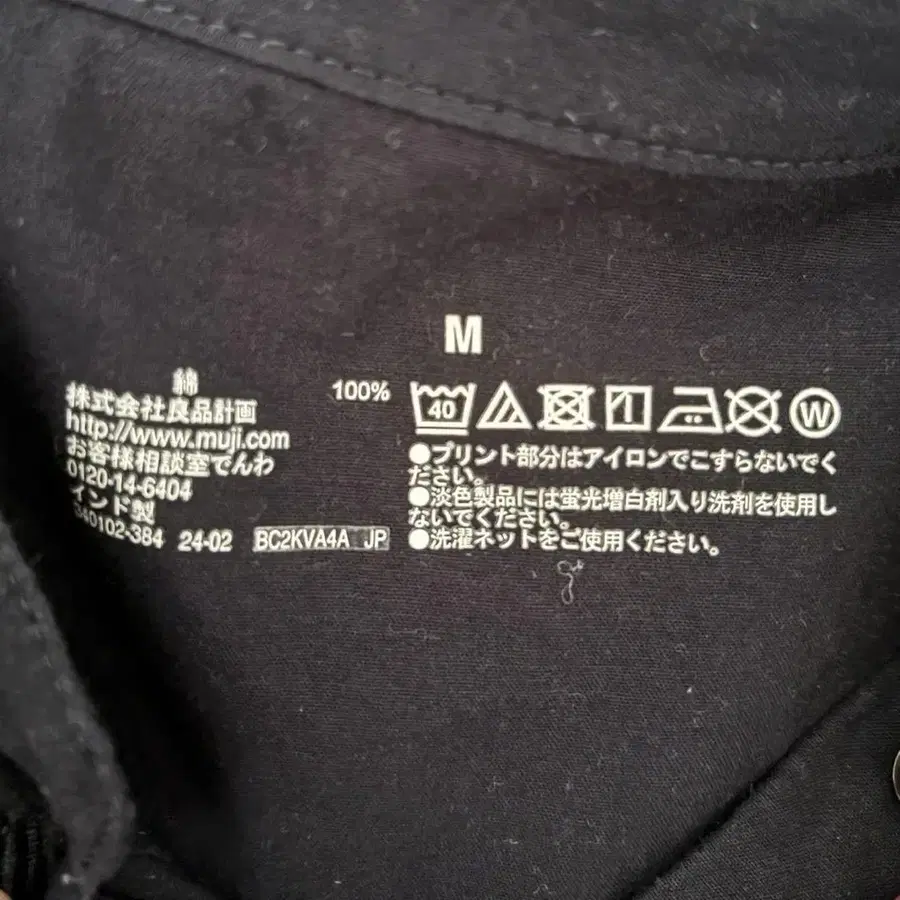 M
綿 100%
株式会社良品計画
http://www.muji.com
お客様相談室でんわ
0120-14-6404
インド製
340102-384 24-02 BC2KVA4A JP
40
W
●プリント部分はアイロンでこすらないでく
ださい。
●淡色製品には蛍光増白剤入り洗剤を使用し
ないでください。
●洗濯ネットをご使用ください。